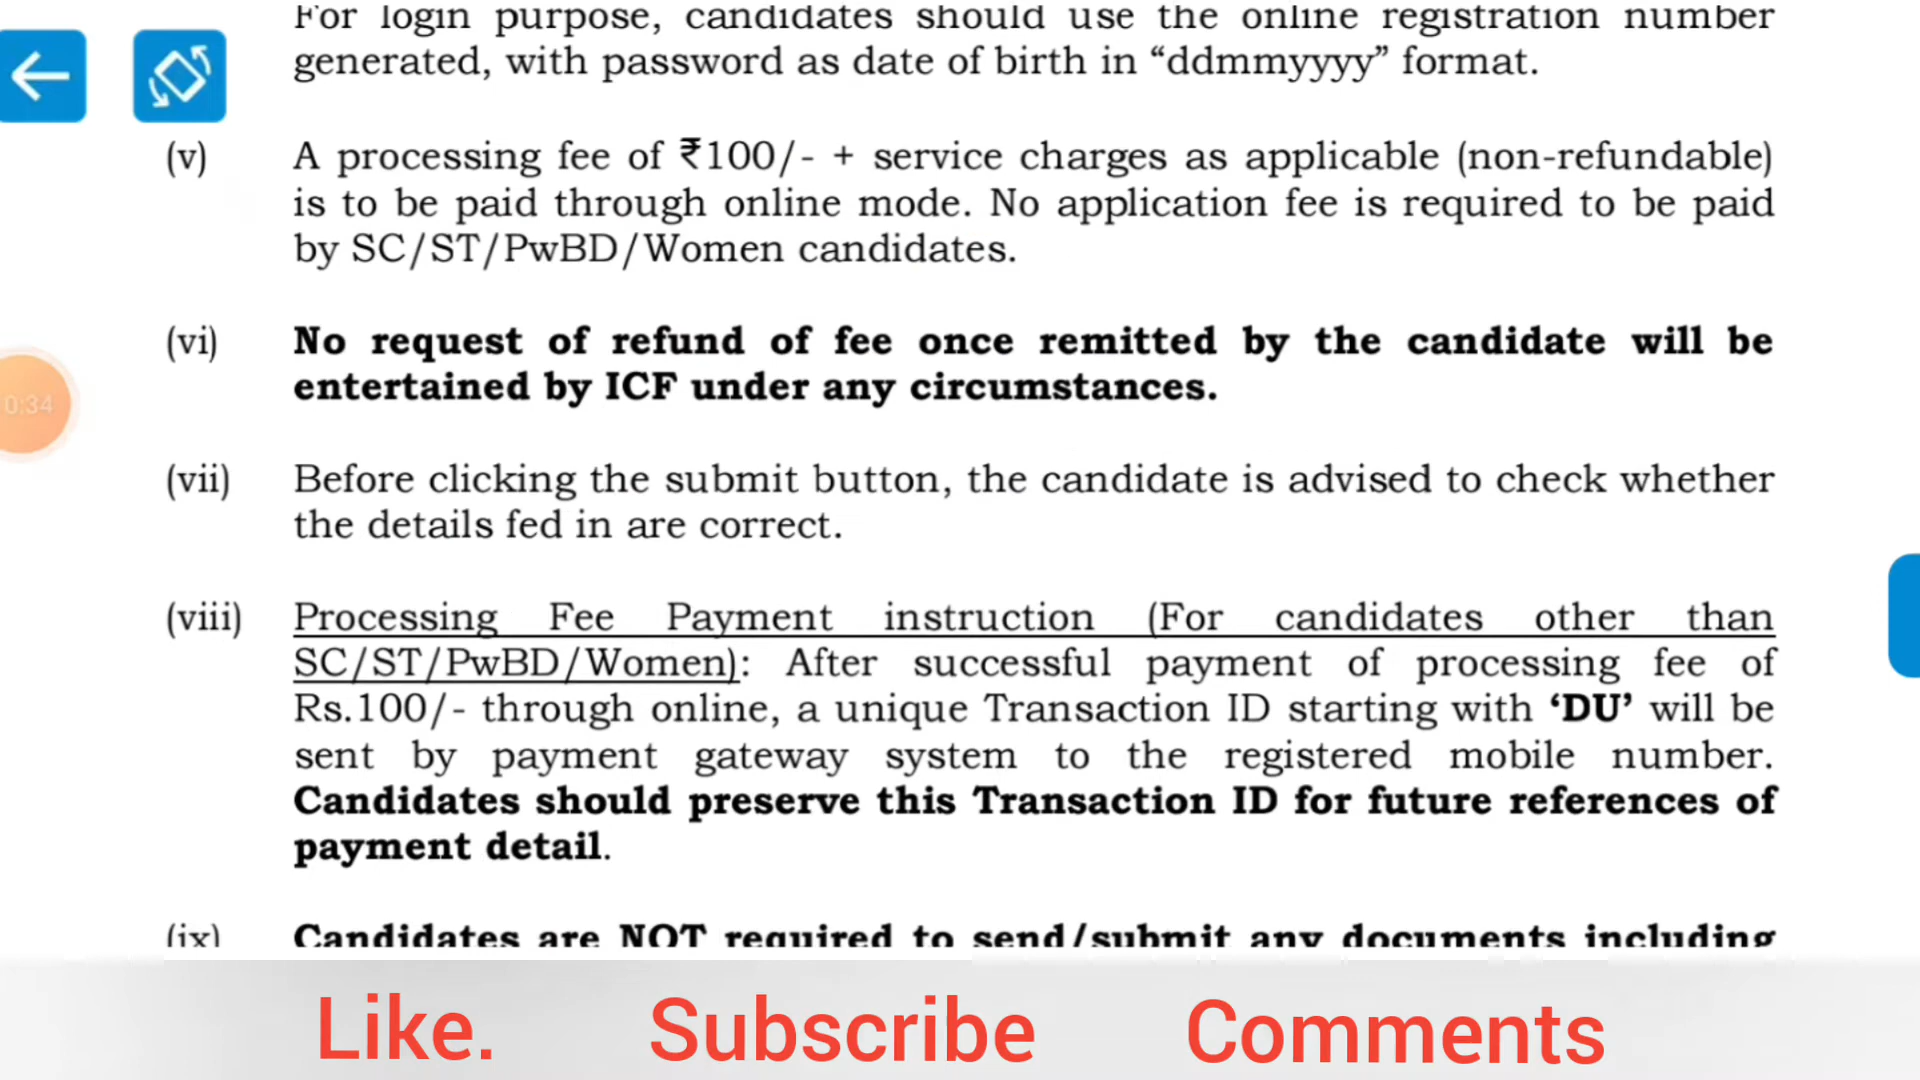 For login purpose, candidates should use the online registration number
generated, with password as date of birth in “ddmmyyyy” format.
(v) A processing fee of ₹100/- + service charges as applicable (non-refundable)
is to be paid through online mode. No application fee is required to be paid
by SC/ST/PwBD/Women candidates.
(vi) No request of refund of fee once remitted by the candidate will be
entertained by ICF under any circumstances.
0:34
(vii) Before clicking the submit button, the candidate is advised to check whether
the details fed in are correct.
(viii) Processing Fee Payment instruction (For candidates other than
SC/ST/PwBD/Women): After successful payment of processing fee of
Rs.100/- through online, a unique Transaction ID starting with ‘DU’ will be
sent by payment gateway system to the registered mobile number.
Candidates should preserve this Transaction ID for future references of
payment detail.
(ix) Candidates are NOT required to send/submit any documents including
Like. Subscribe Comments